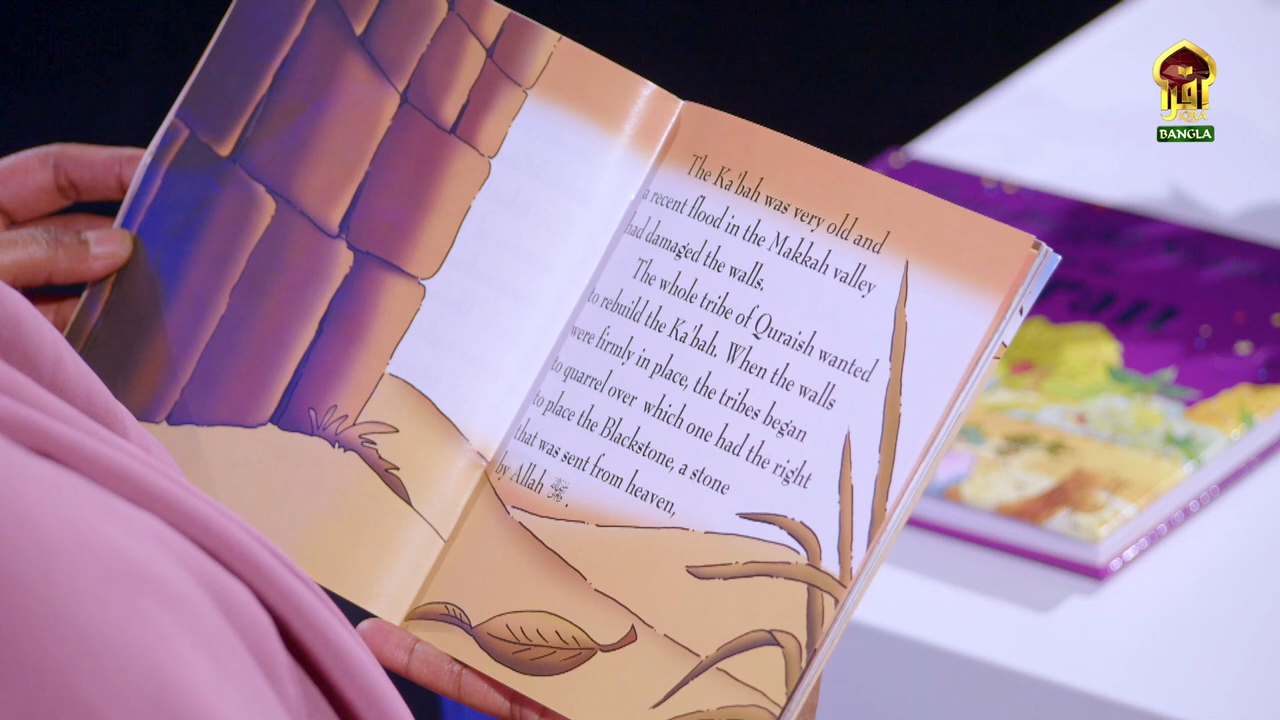 The Ka'bah was very old and
a recent flood in the Makkah valley
had damaged the walls.
The whole tribe of Quraish wanted
to rebuild the Ka'bah. When the walls
were firmly in place, the tribes began
to quarrel over which one had the right
to place the Blackstone, a stone
that was sent from heaven,
by Allah ﷻ.
اقرأ
IQRA
BANGLA